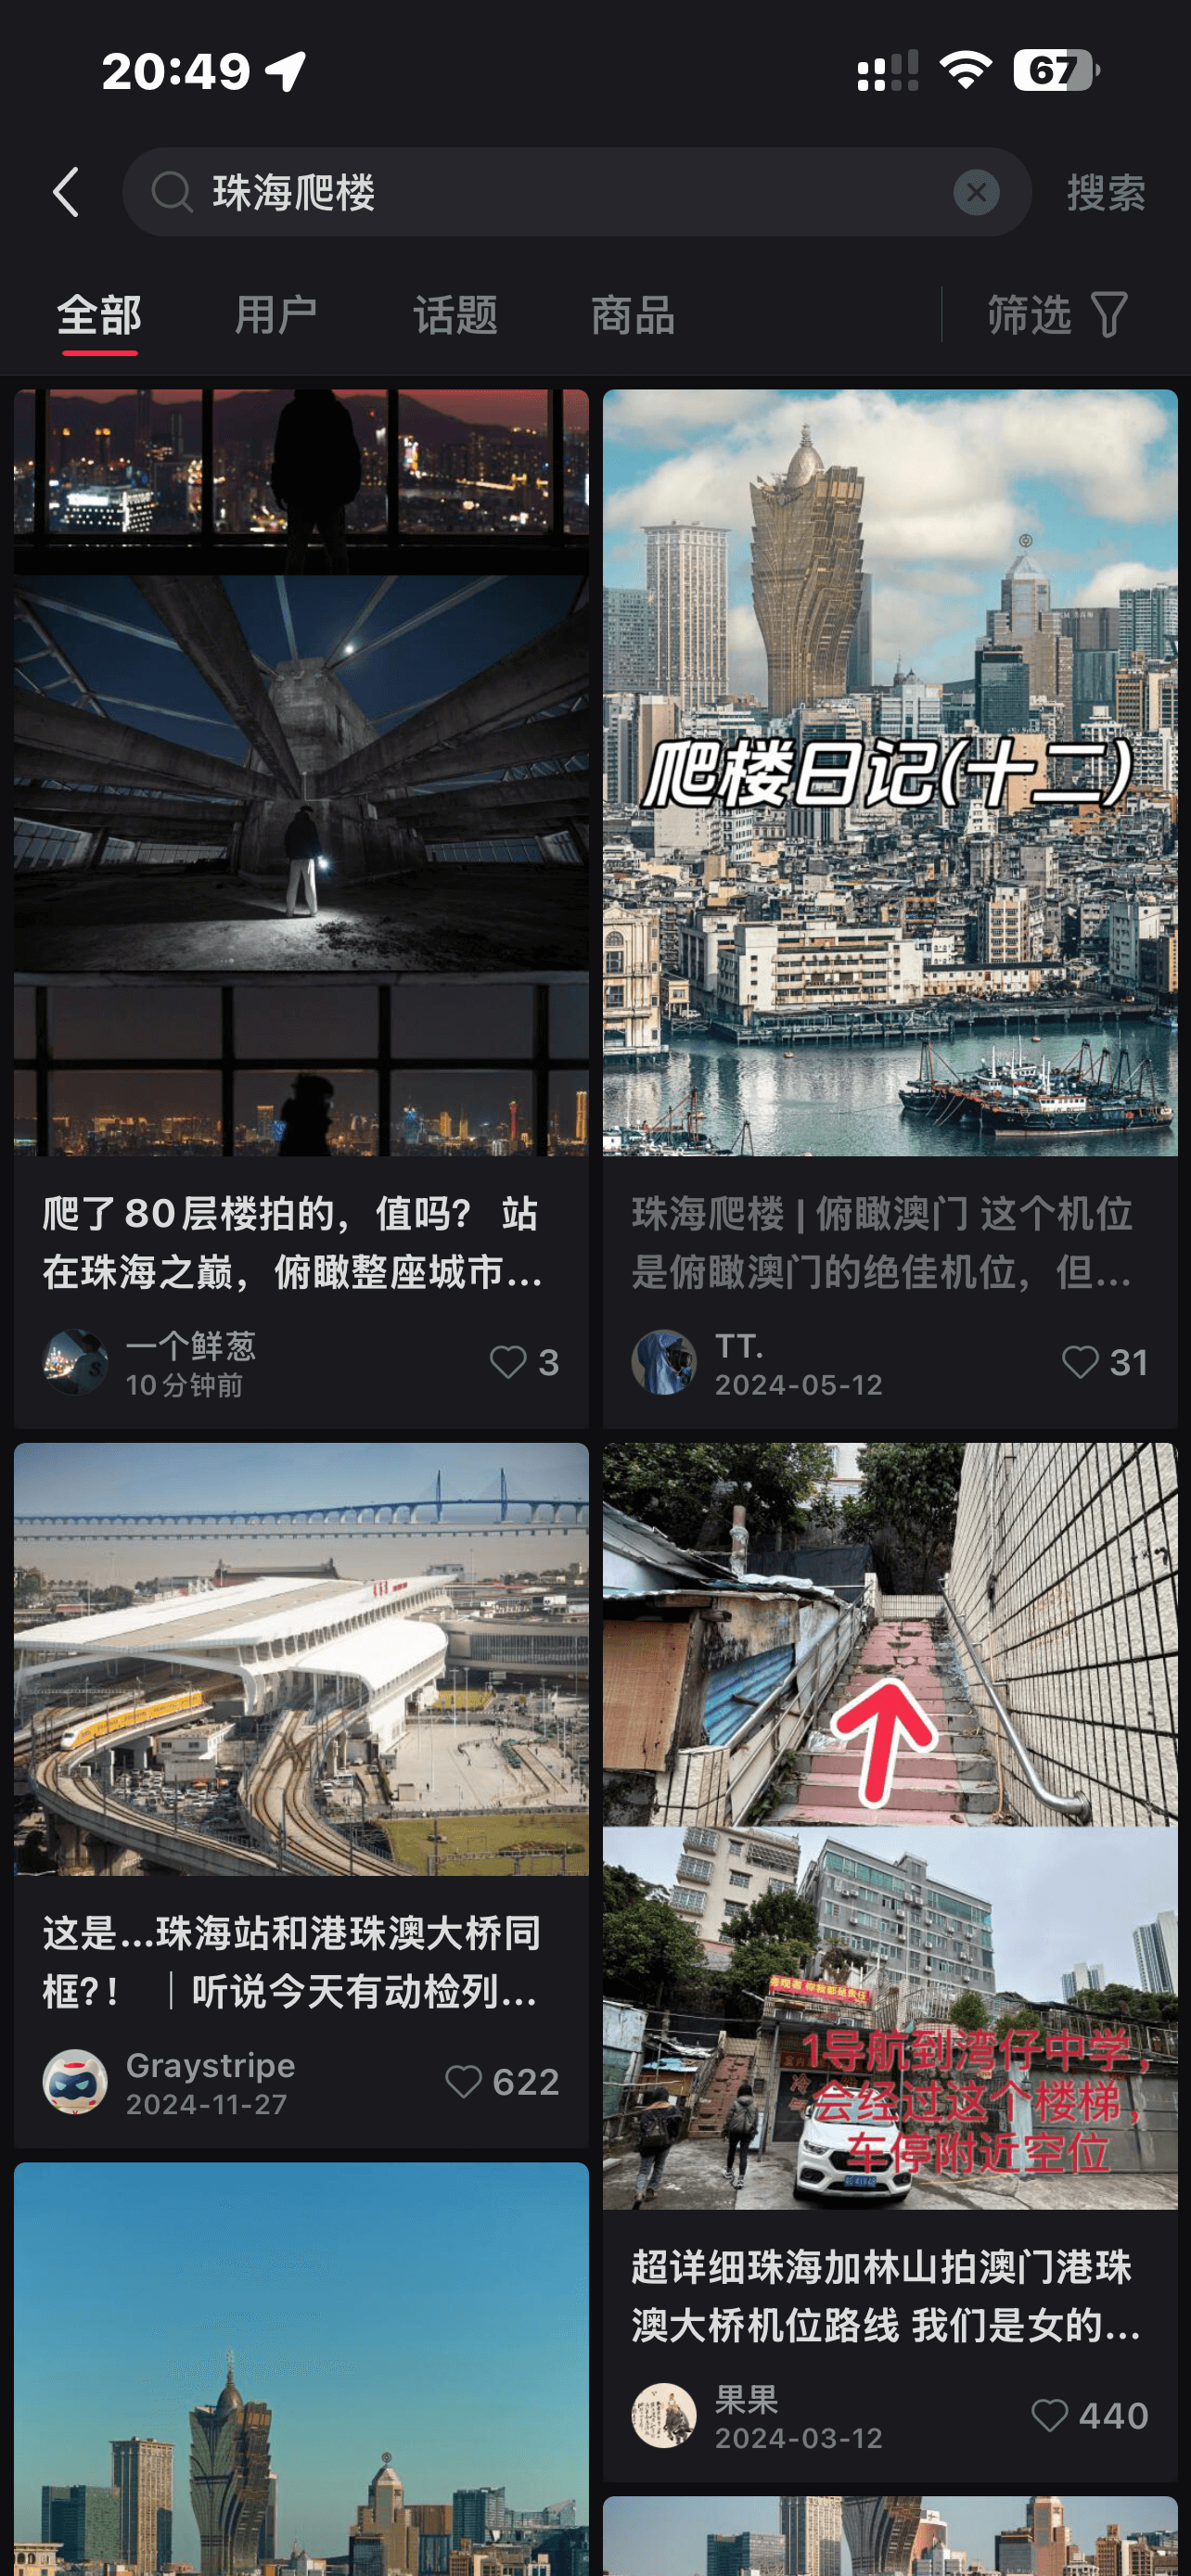 20:49
67
珠海爬楼
搜索
全部
用户
话题
商品
筛选
爬楼日记(十二)
爬了80层楼拍的，值吗？ 站
在珠海之巅，俯瞰整座城市...
一个鲜葱
10分钟前
3
珠海爬楼 | 俯瞰澳门 这个机位
是俯瞰澳门的绝佳机位，但...
TT.
2024-05-12
31
这是...珠海站和港珠澳大桥同
框?！ ｜听说今天有动检列...
Graystripe
2024-11-27
622
1导航到湾仔中学，
会经过这个楼梯，
车停附近空位
超详细珠海加林山拍澳门港珠
澳大桥机位路线 我们是女的...
果果
2024-03-12
440